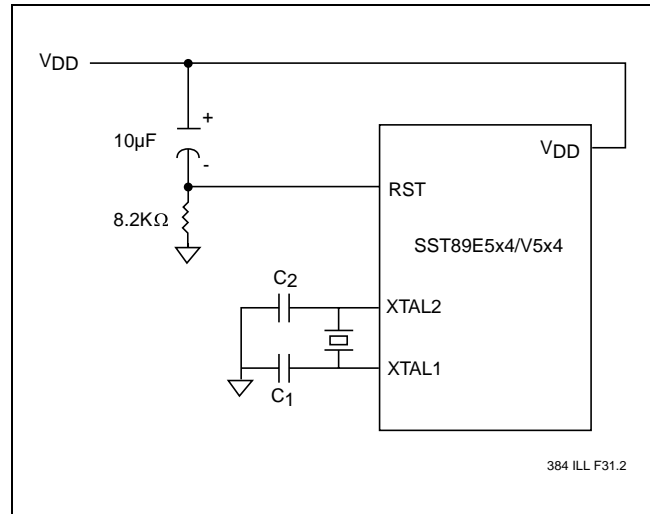 VDD
+
10µF
-
8.2KΩ
VDD
RST
SST89E5x4/V5x4
C2
XTAL2
XTAL1
C1
384 ILL F31.2